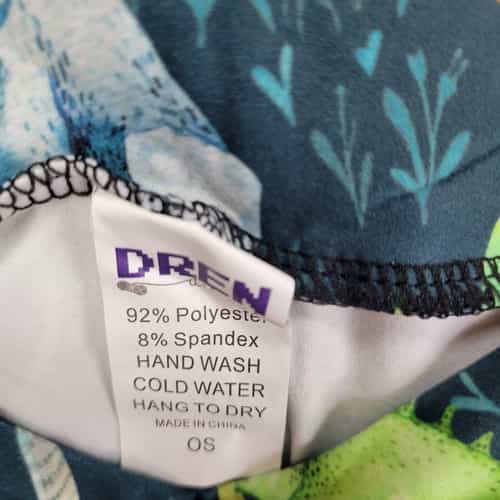 DREN
92% Polyester
8% Spandex
HAND WASH
COLD WATER
HANG TO DRY
MADE IN CHINA
OS